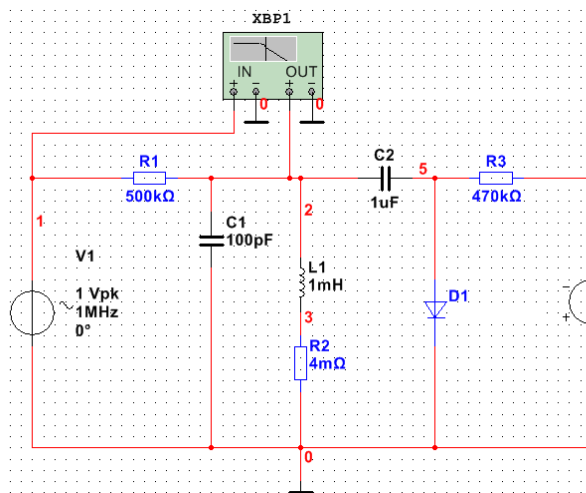 XBP1
IN OUT
+ − + −
0 0
R1
500kΩ
C2
1uF
5
R3
470kΩ
1
2
C1
100pF
V1
1 Vpk
1MHz
0°
~
L1
1mH
3
D1
−
+
R2
4mΩ
0